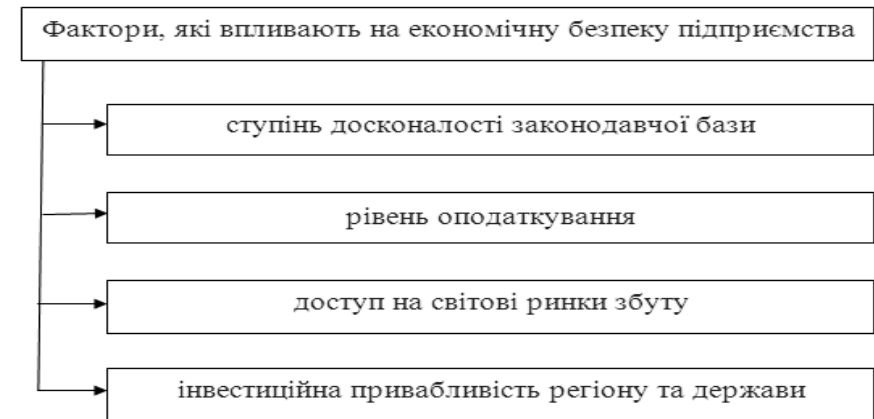 Фактори, які впливають на економічну безпеку підприємства
ступінь досконалості законодавчої бази
рівень оподаткування
доступ на світові ринки збуту
інвестиційна привабливість регіону та держави